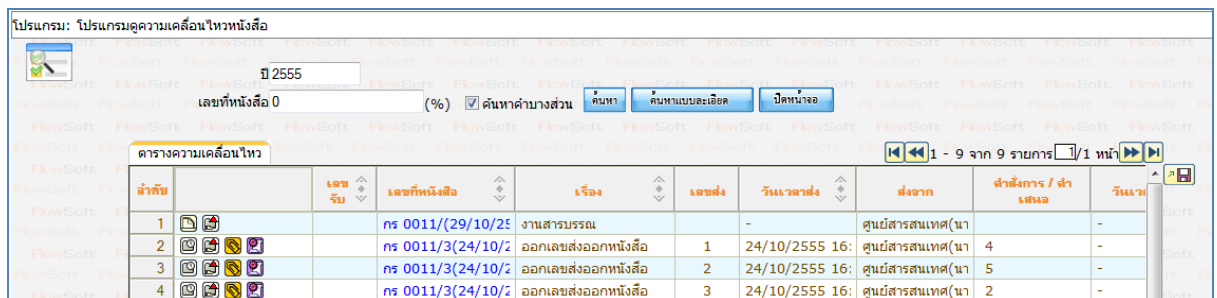 โปรแกรม: โปรแกรมดูความเคลื่อนไหวหนังสือ
ปี 2555
เลขที่หนังสือ 0 (%) ค้นหาคำบางส่วน ค้นหา ค้นหาแบบละเอียด ปิดหน้าจอ
ตารางความเคลื่อนไหว 1 - 9 จาก 9 รายการ 1/1 หน้า
ลำดับ เลขรับ เลขที่หนังสือ เรื่อง เลขส่ง วันเวลาส่ง ส่งจาก คำสั่งการ / คำเสนอ วันเวลา
1 กร 0011/(29/10/25 งานสารบรรณ - ศูนย์สารสนเทศ(นา -
2 กร 0011/3(24/10/2 ออกเลขส่งออกหนังสือ 1 24/10/2555 16: ศูนย์สารสนเทศ(นา 4 -
3 กร 0011/3(24/10/2 ออกเลขส่งออกหนังสือ 2 24/10/2555 16: ศูนย์สารสนเทศ(นา 5 -
4 กร 0011/3(24/10/2 ออกเลขส่งออกหนังสือ 3 24/10/2555 16: ศูนย์สารสนเทศ(นา 2 -